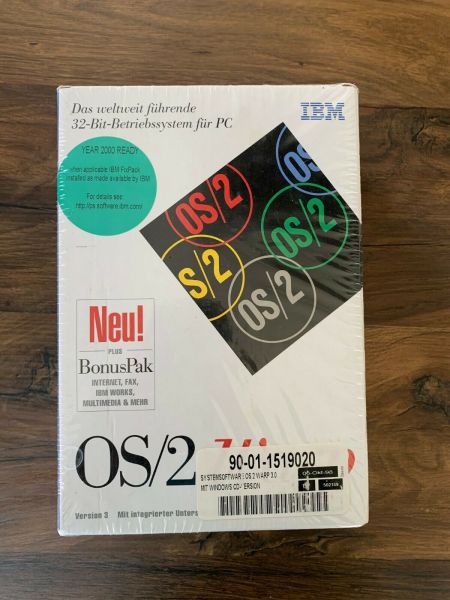 Das weltweit führende
32-Bit-Betriebssystem für PC
IBM
YEAR 2000 READY
when applicable IBM FixPack
installed as made available by IBM
For details see:
http://ps.software.ibm.com/
OS/2
OS/2
S/2
OS/2
OS/2
Neu!
PLUS
BonusPak
INTERNET, FAX,
IBM WORKS,
MULTIMEDIA & MEHR
OS/2
90-01-1519020
SYSTEMSOFTWARE OS 2 WARP 3.0
MIT WINDOWS CD-VERSION
502189
Version 3 Mit integrierter